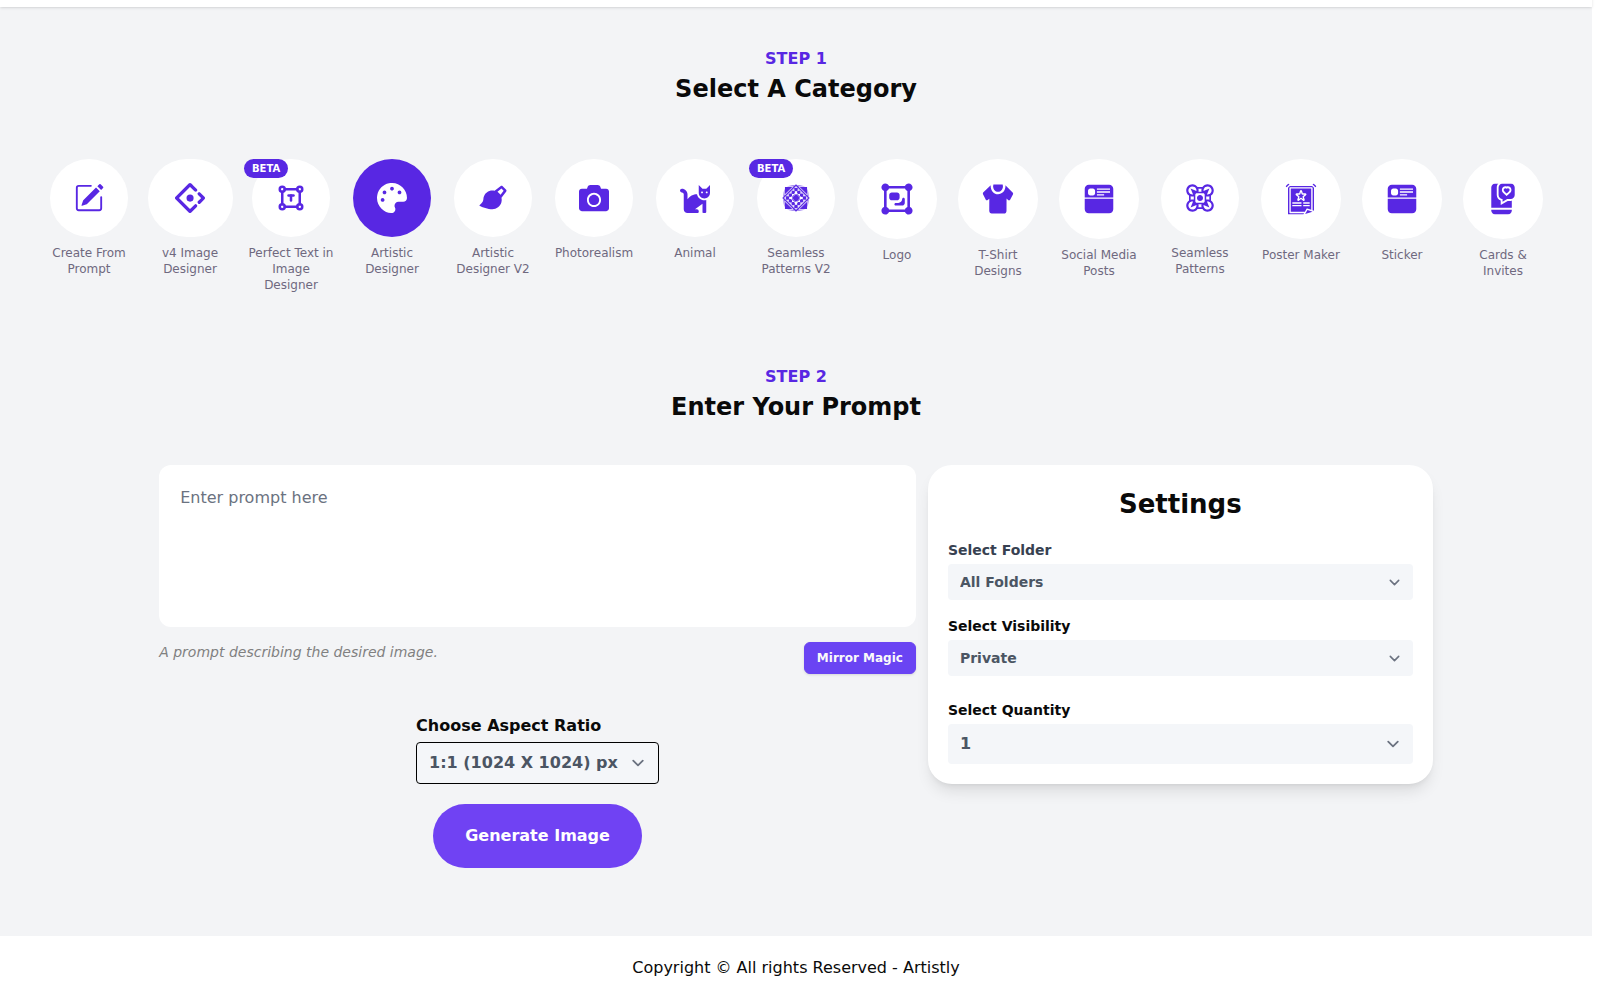 STEP 1
Select A Category
BETA
BETA
Create From
Prompt
v4 Image
Designer
Perfect Text in
Image
Designer
Artistic
Designer
Artistic
Designer V2
Photorealism
Animal
Seamless
Patterns V2
Logo
T-Shirt
Designs
Social Media
Posts
Seamless
Patterns
Poster Maker
Sticker
Cards &
Invites
STEP 2
Enter Your Prompt
Enter prompt here
A prompt describing the desired image.
Mirror Magic
Choose Aspect Ratio
1:1 (1024 X 1024) px
Generate Image
Settings
Select Folder
All Folders
Select Visibility
Private
Select Quantity
1
Copyright © All rights Reserved - Artistly